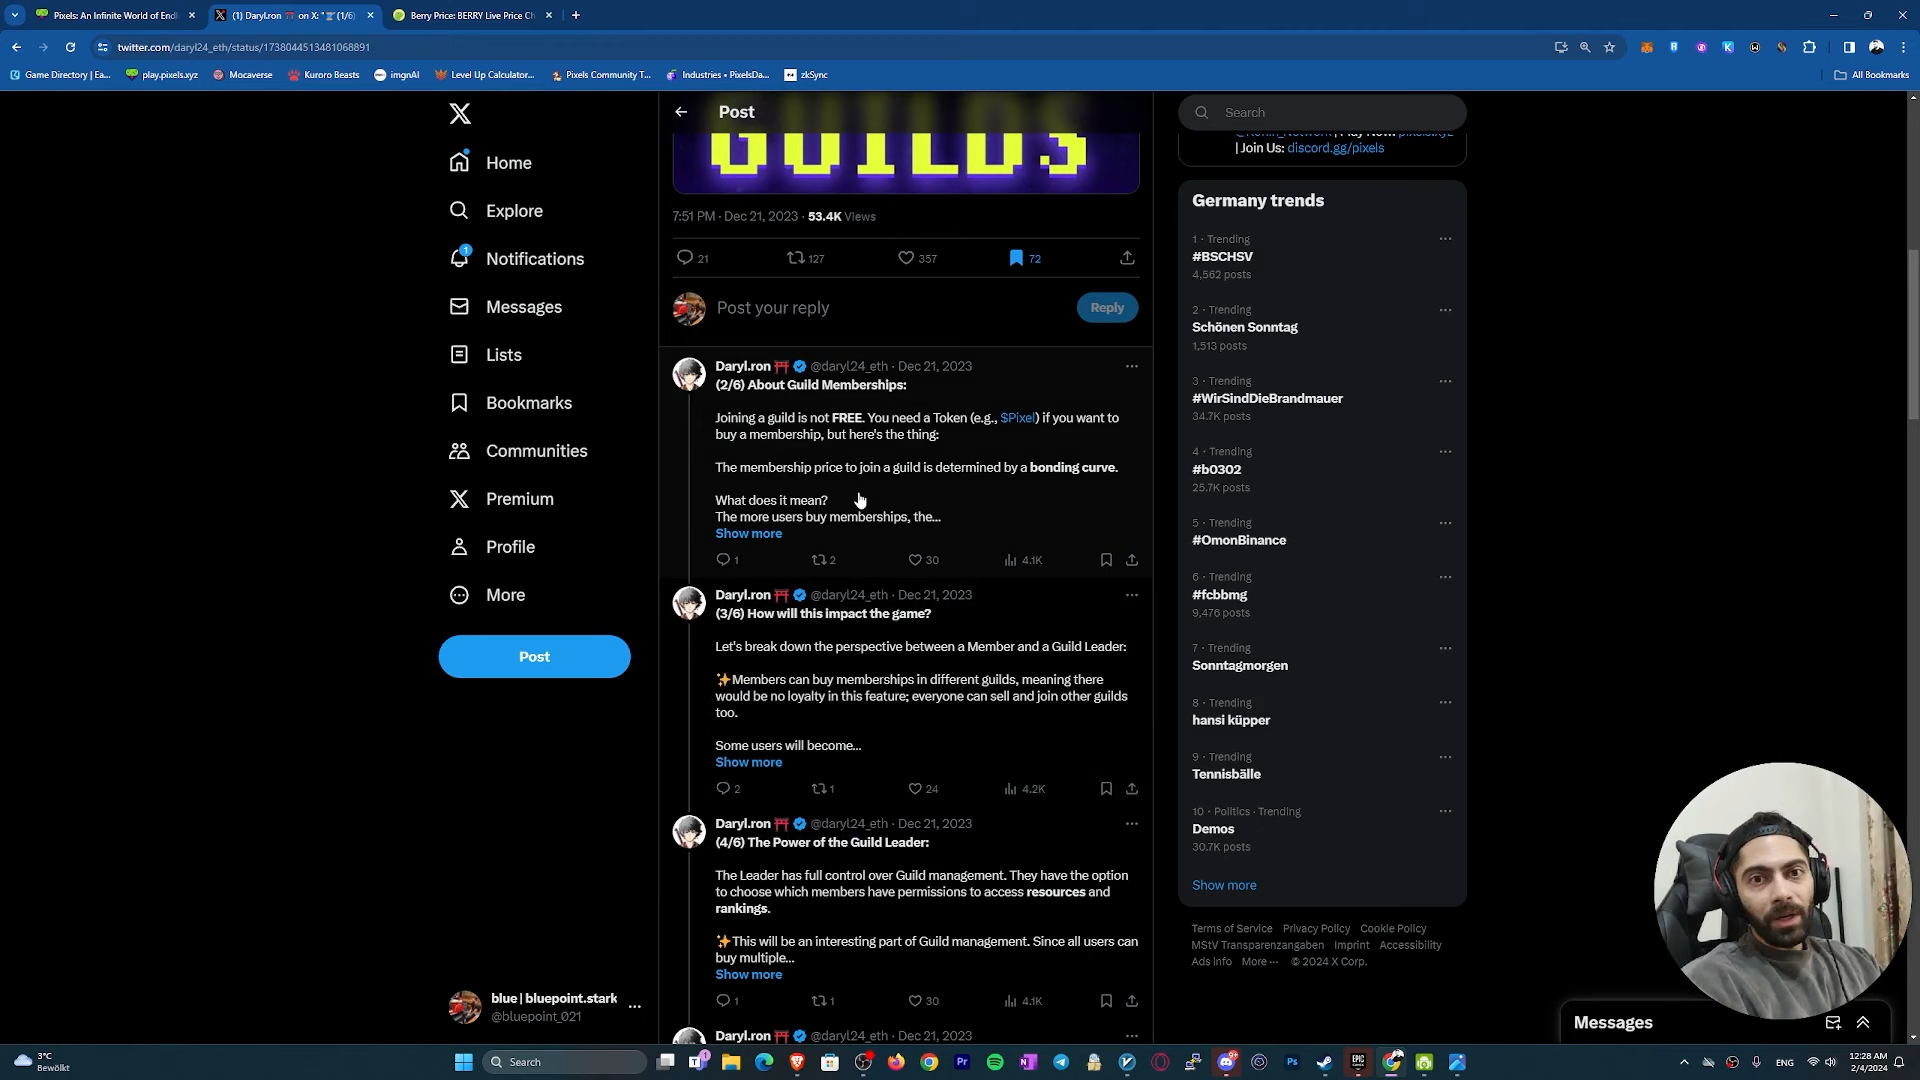 Pixels: An Infinite World of Endl
(1) Daryl.ron on X: "(1/6)
Berry Price: BERRY Live Price Ch
twitter.com/daryl24_eth/status/1738044513481068891
Game Directory | Ea...
play.pixels.xyz
Mocaverse
Kuroro Beasts
imgnAI
Level Up Calculator...
Pixels Community T...
Industries • PixelsDa...
zkSync
All Bookmarks
Home
Explore
1
Notifications
Messages
Lists
Bookmarks
Communities
Premium
Profile
More
Post
blue | bluepoint.stark
@bluepoint_021
Post
GUILDS
7:51 PM · Dec 21, 2023 · 53.4K Views
21 127 357 72
Post your reply
Reply
Daryl.ron @daryl24_eth · Dec 21, 2023
(2/6) About Guild Memberships:
Joining a guild is not FREE. You need a Token (e.g., $Pixel) if you want to
buy a membership, but here's the thing:
The membership price to join a guild is determined by a bonding curve.
What does it mean?
The more users buy memberships, the...
Show more
1 2 30 4.1K
Daryl.ron @daryl24_eth · Dec 21, 2023
(3/6) How will this impact the game?
Let's break down the perspective between a Member and a Guild Leader:
✨Members can buy memberships in different guilds, meaning there
would be no loyalty in this feature; everyone can sell and join other guilds
too.
Some users will become...
Show more
2 1 24 4.2K
Daryl.ron @daryl24_eth · Dec 21, 2023
(4/6) The Power of the Guild Leader:
The Leader has full control over Guild management. They have the option
to choose which members have permissions to access resources and
rankings.
✨This will be an interesting part of Guild management. Since all users can
buy multiple...
Show more
1 1 30 4.1K
Daryl.ron @daryl24_eth · Dec 21, 2023
Search
| Join Us: discord.gg/pixels
Germany trends
1 · Trending
#BSCHSV
4,562 posts
2 · Trending
Schönen Sonntag
1,513 posts
3 · Trending
#WirSindDieBrandmauer
34.7K posts
4 · Trending
#b0302
25.7K posts
5 · Trending
#OmonBinance
6 · Trending
#fcbbmg
9,476 posts
7 · Trending
Sonntagmorgen
8 · Trending
hansi küpper
9 · Trending
Tennisbälle
10 · Politics · Trending
Demos
30.7K posts
Show more
Terms of Service Privacy Policy Cookie Policy
MStV Transparenzangaben Imprint Accessibility
Ads info More ··· © 2024 X Corp.
Messages
3°C
Bewölkt
Search
ENG
12:28 AM
2/4/2024